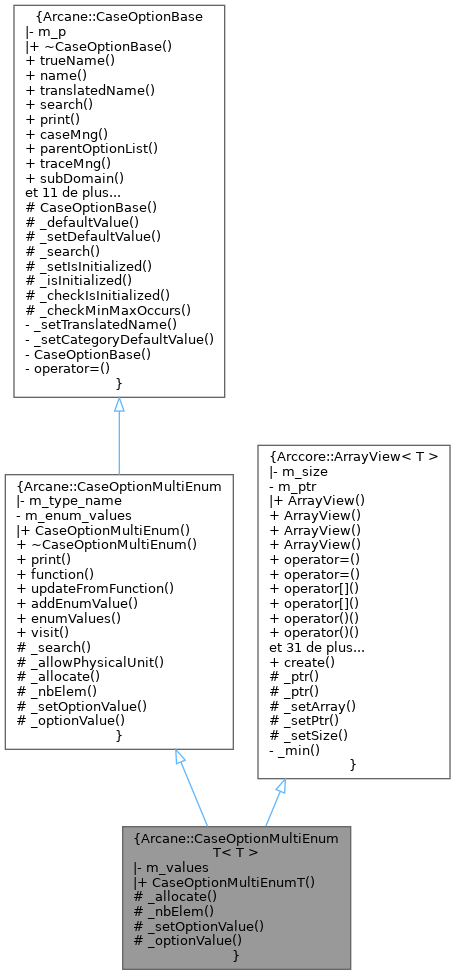 {Arcane::CaseOptionBase
|- m_p
|+ ~CaseOptionBase()
+ trueName()
+ name()
+ translatedName()
+ search()
+ print()
+ caseMng()
+ parentOptionList()
+ traceMng()
+ subDomain()
et 11 de plus...
# CaseOptionBase()
# _defaultValue()
# _setDefaultValue()
# _search()
# _setIsInitialized()
# _isInitialized()
# _checkIsInitialized()
# _checkMinMaxOccurs()
- _setTranslatedName()
- _setCategoryDefaultValue()
- CaseOptionBase()
- operator=()
}
{Arcane::CaseOptionMultiEnum
|- m_type_name
- m_enum_values
|+ CaseOptionMultiEnum()
+ ~CaseOptionMultiEnum()
+ print()
+ function()
+ updateFromFunction()
+ addEnumValue()
+ enumValues()
+ visit()
# _search()
# _allowPhysicalUnit()
# _allocate()
# _nbElem()
# _setOptionValue()
# _optionValue()
}
{Arccore::ArrayView< T >
|- m_size
- m_ptr
|+ ArrayView()
+ ArrayView()
+ ArrayView()
+ ArrayView()
+ operator=()
+ operator=()
+ operator[]()
+ operator[]()
+ operator()()
+ operator()()
et 31 de plus...
+ create()
# _ptr()
# _ptr()
# _setArray()
# _setPtr()
# _setSize()
- _min()
}
{Arcane::CaseOptionMultiEnum
T< T >
|- m_values
|+ CaseOptionMultiEnumT()
# _allocate()
# _nbElem()
# _setOptionValue()
# _optionValue()
}